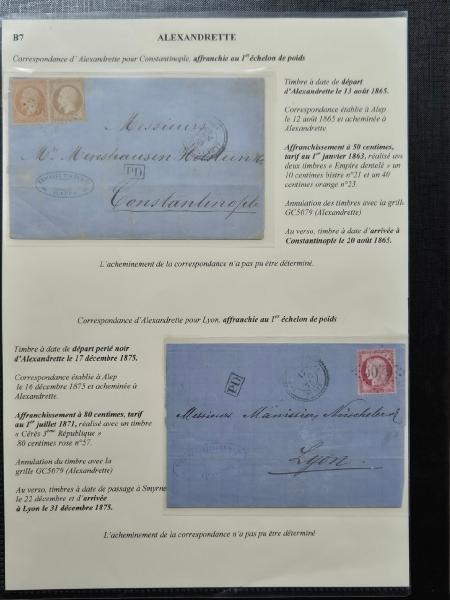 B7
ALEXANDRETTE
Correspondance d'Alexandrette pour Constantinople, affranchie au 1er échelon de poids
Timbre à date de départ
d'Alexandrette le 13 août 1865.
Correspondance établie à Alep
le 12 août 1865 et acheminée à
Alexandrette
Affranchissement à 50 centimes,
tarif au 1er janvier 1863, réalisé avec
deux timbres « Empire dentelé » un
10 centimes bistre n°21 et un 40
centimes orange n°23.
Annulation des timbres avec la grille
GC5079 (Alexandrette)
Au verso, timbre à date d'arrivée à
Constantinople le 20 août 1865.
Messieurs
PD
Constantinople
L'acheminement de la correspondance n'a pas pu être déterminé.
Correspondance d'Alexandrette pour Lyon, affranchie au 1er échelon de poids
Timbre à date de départ perlé noir
d'Alexandrette le 17 décembre 1875.
Correspondance établie à Alep
le 16 décembre 1875 et acheminée à
Alexandrette.
Affranchissement à 80 centimes, tarif
au 1er juillet 1871, réalisé avec un timbre
« Cérès 3ème République »
80 centimes rose n°57.
Annulation du timbre avec la
grille GC5079 (Alexandrette)
Au verso, timbres à date de passage à Smyrne
le 22 décembre et d'arrivée
à Lyon le 31 décembre 1875.
PD
Messieurs
Lyon
L'acheminement de la correspondance n'a pas pu être déterminé